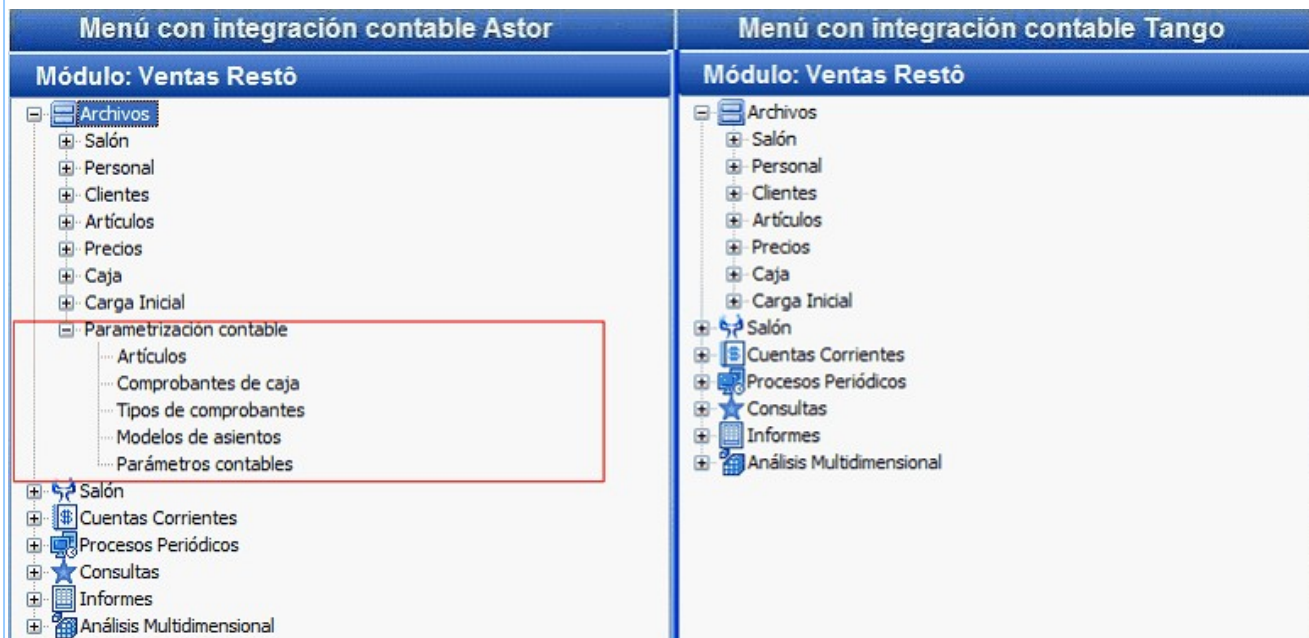 Menú con integración contable Astor
Módulo: Ventas Restô
Archivos
Salón
Personal
Clientes
Artículos
Precios
Caja
Carga Inicial
Parametrización contable
Artículos
Comprobantes de caja
Tipos de comprobantes
Modelos de asientos
Parámetros contables
Salón
Cuentas Corrientes
Procesos Periódicos
Consultas
Informes
Análisis Multidimensional
Menú con integración contable Tango
Módulo: Ventas Restô
Archivos
Salón
Personal
Clientes
Artículos
Precios
Caja
Carga Inicial
Salón
Cuentas Corrientes
Procesos Periódicos
Consultas
Informes
Análisis Multidimensional